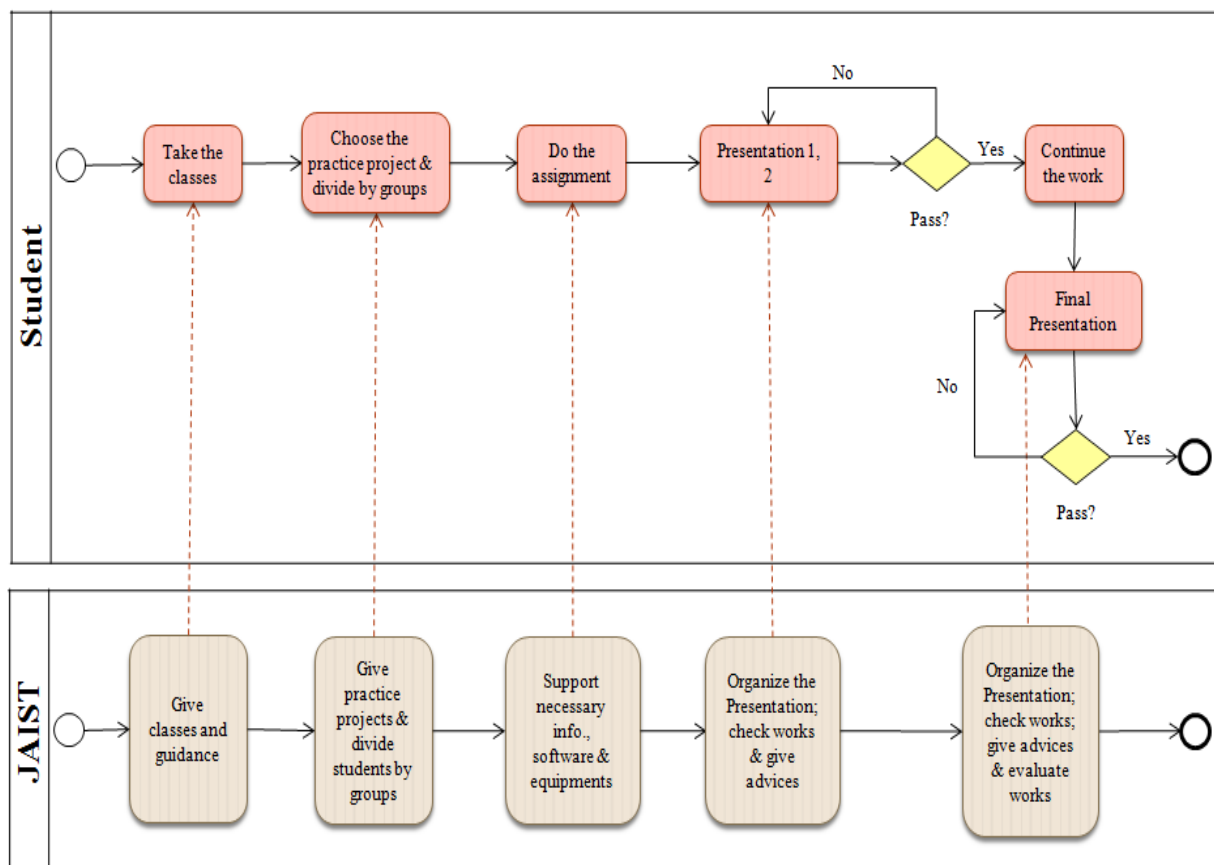 Student
No
Take the
classes
Choose the
practice project &
divide by groups
Do the
assignment
Presentation 1,
2
Yes
Pass?
Continue
the work
Final
Presentation
No
Yes
Pass?
JAIST
Give
classes and
guidance
Give
practice
projects &
divide
students by
groups
Support
necessary
info.,
software &
equipments
Organize the
Presentation;
check works
& give
advices
Organize the
Presentation;
check works;
give advices
& evaluate
works